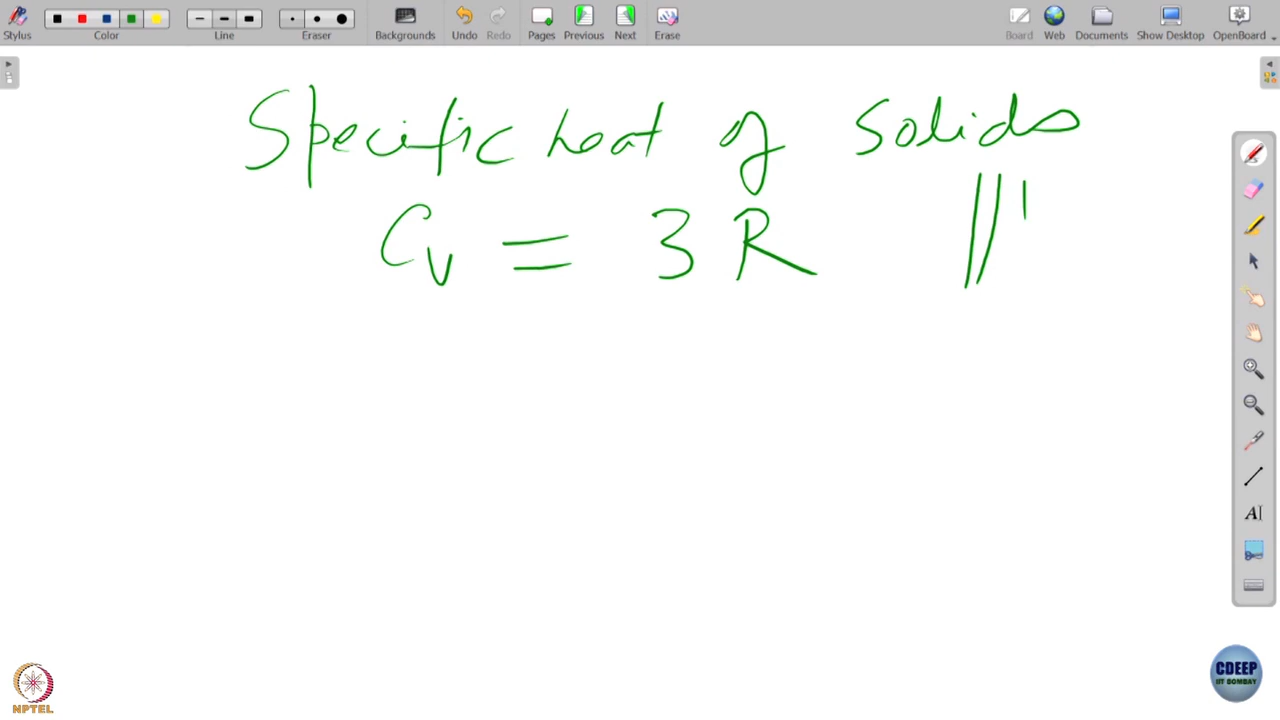 Stylus
Color
Line
Eraser
Backgrounds
Undo
Redo
Pages
Previous
Next
Erase
Board
Web
Documents
Show Desktop
OpenBoard
Specific heat of solids
Cv = 3 R
NPTEL
CDEEP
IIT BOMBAY